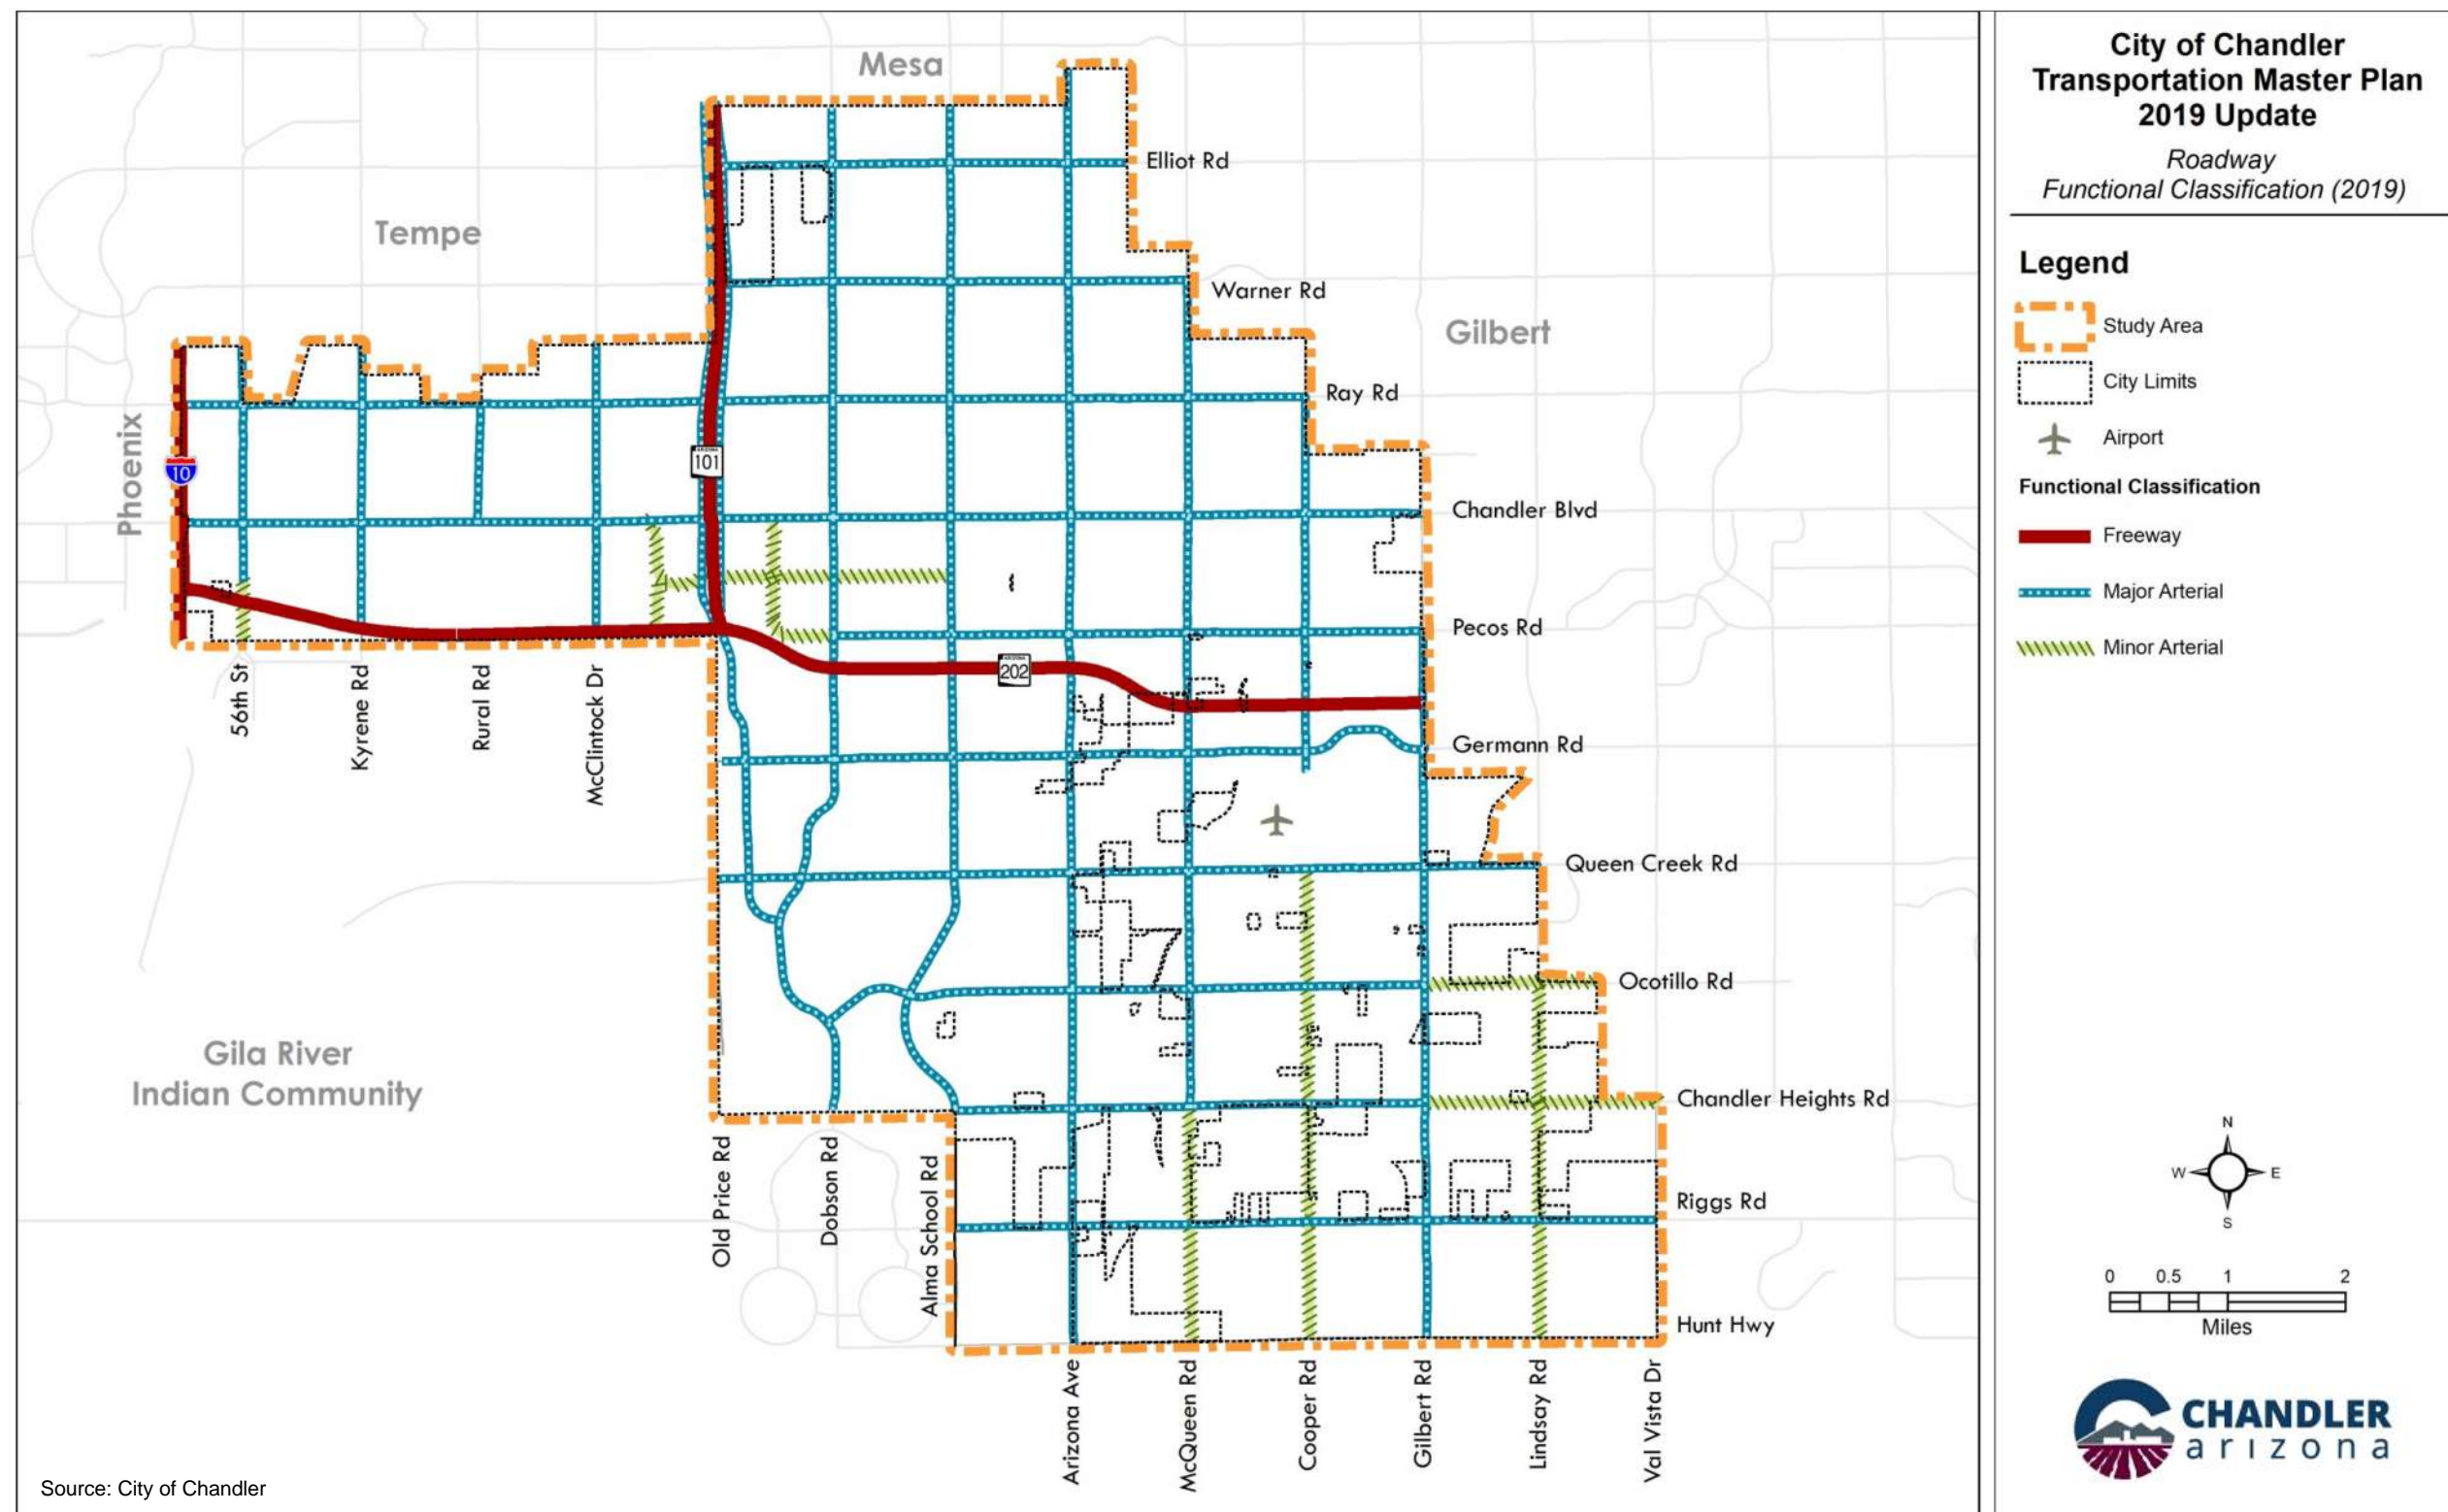 City of Chandler
Transportation Master Plan
2019 Update
Roadway
Functional Classification (2019)
Legend
Study Area
City Limits
Airport
Functional Classification
Freeway
Major Arterial
Minor Arterial
Mesa
Tempe
Gilbert
Phoenix
Gila River
Indian Community
Elliot Rd
Warner Rd
Ray Rd
Chandler Blvd
Pecos Rd
Germann Rd
Queen Creek Rd
Ocotillo Rd
Chandler Heights Rd
Riggs Rd
Hunt Hwy
10
101
202
56th St
Kyrene Rd
Rural Rd
McClintock Dr
Old Price Rd
Dobson Rd
Alma School Rd
Arizona Ave
McQueen Rd
Cooper Rd
Gilbert Rd
Lindsay Rd
Val Vista Dr
N
W E
S
0 0.5 1 2
Miles
CHANDLER
arizona
Source: City of Chandler